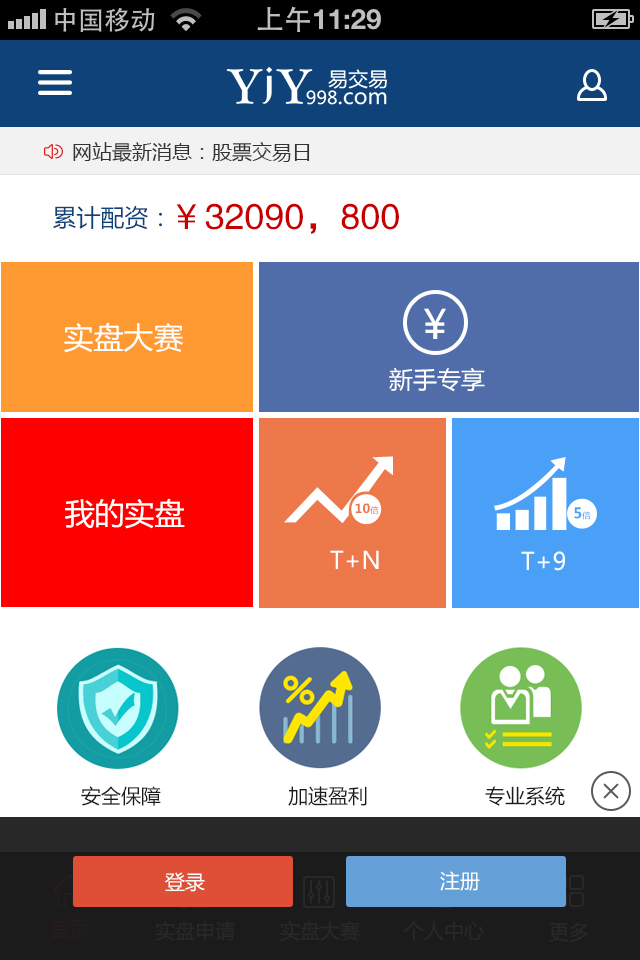 中国移动 上午11:29
YjY易交易
998.com
网站最新消息：股票交易日
累计配资：￥32090，800
实盘大赛
¥
新手专享
我的实盘
10倍
T+N
5倍
T+9
%
安全保障 加速盈利 专业系统
登录 注册
首页 实盘申请 实盘大赛 个人中心 更多